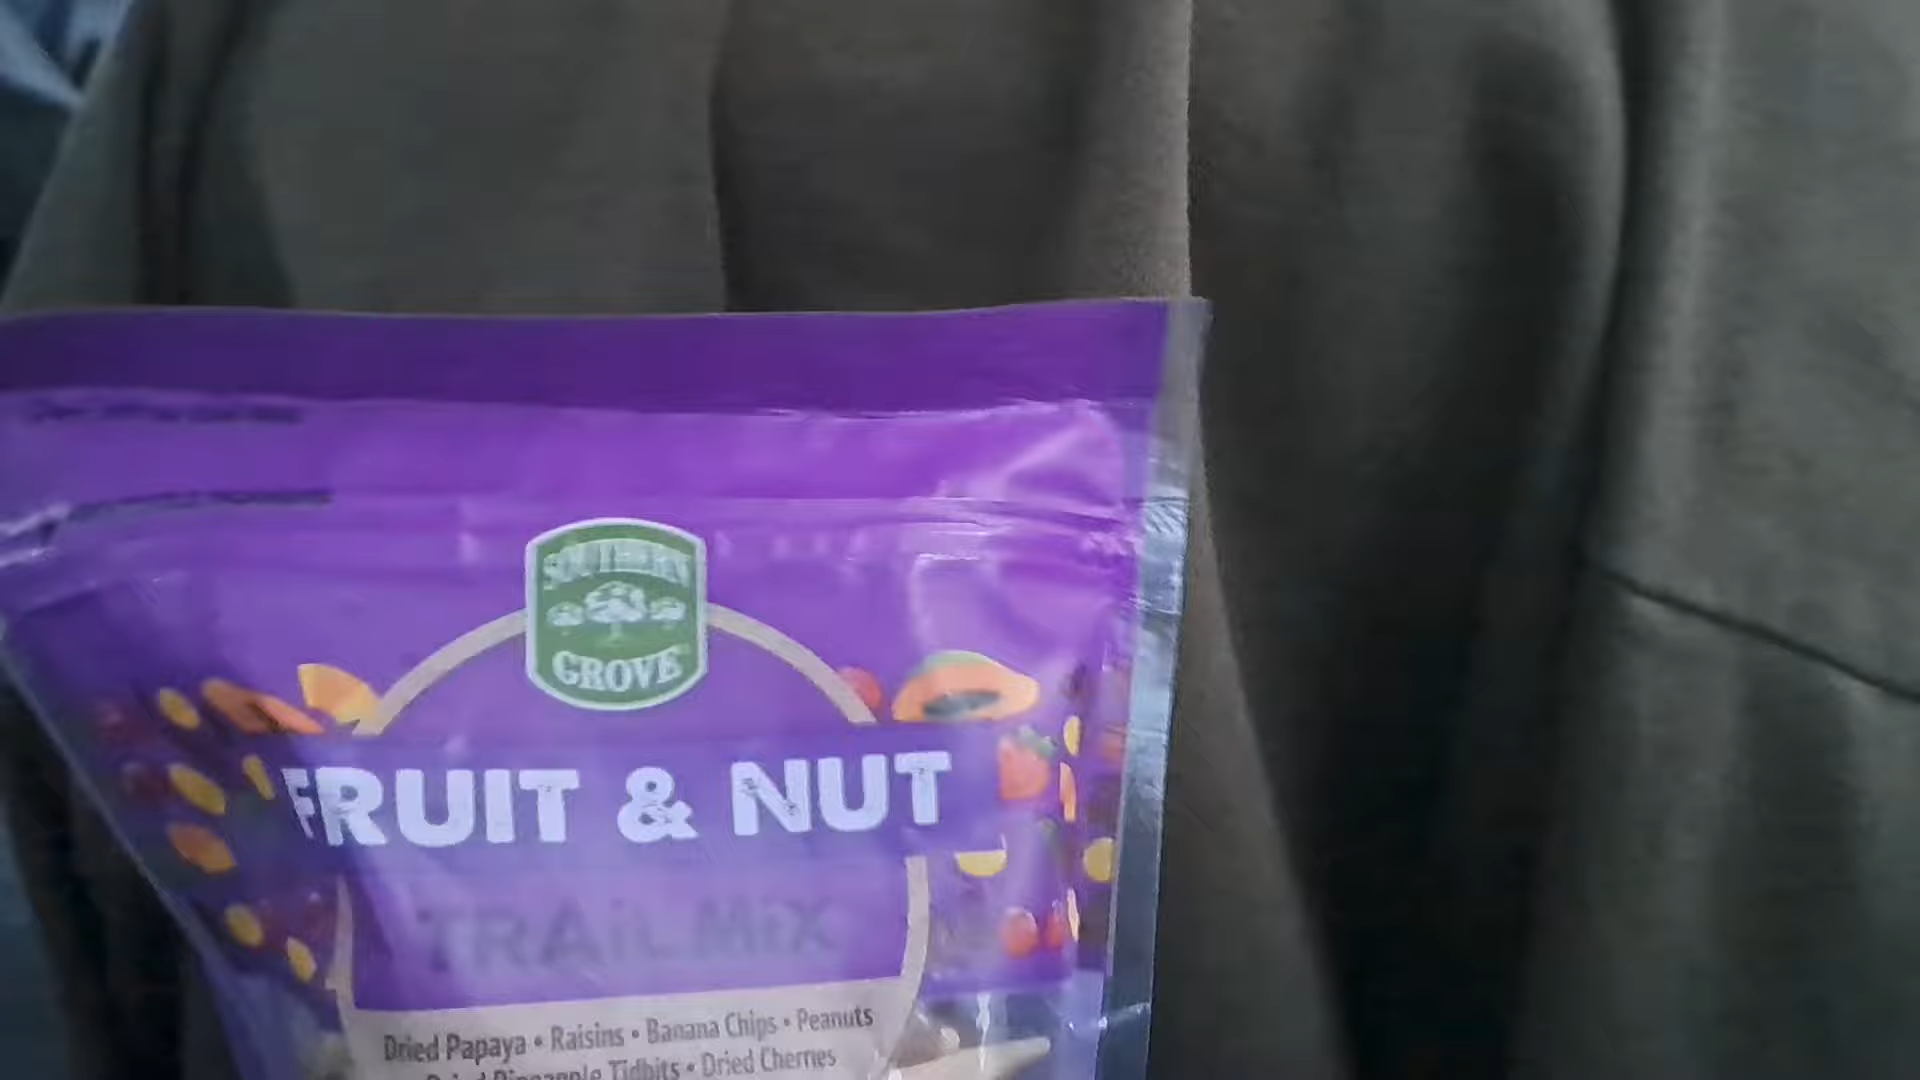 SOUTHERN
GROVE
FRUIT & NUT
TRAiL MiX
Dried Papaya • Raisins • Banana Chips • Peanuts
Dried Pineapple Tidbits • Dried Cherries